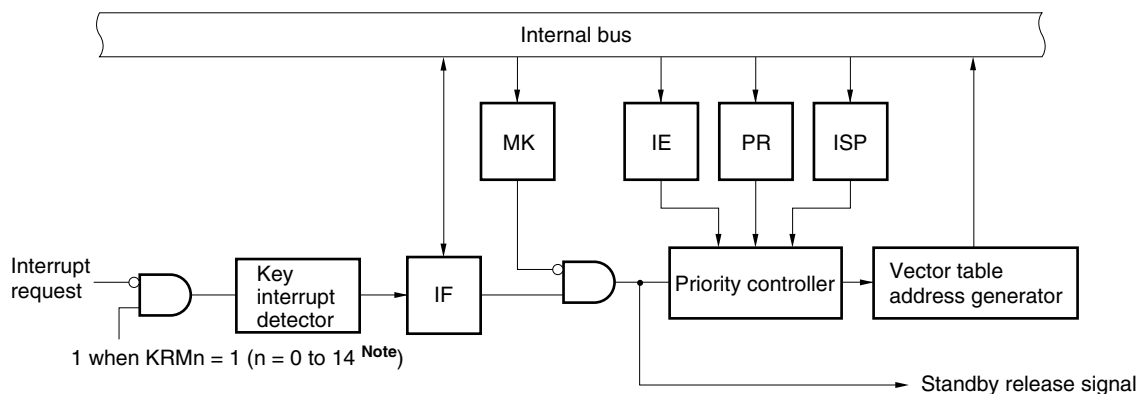 Internal bus
MK
IE
PR
ISP
Interrupt
request
Key
interrupt
detector
IF
Priority controller
Vector table
address generator
1 when KRMn = 1 (n = 0 to 14 Note)
Standby release signal